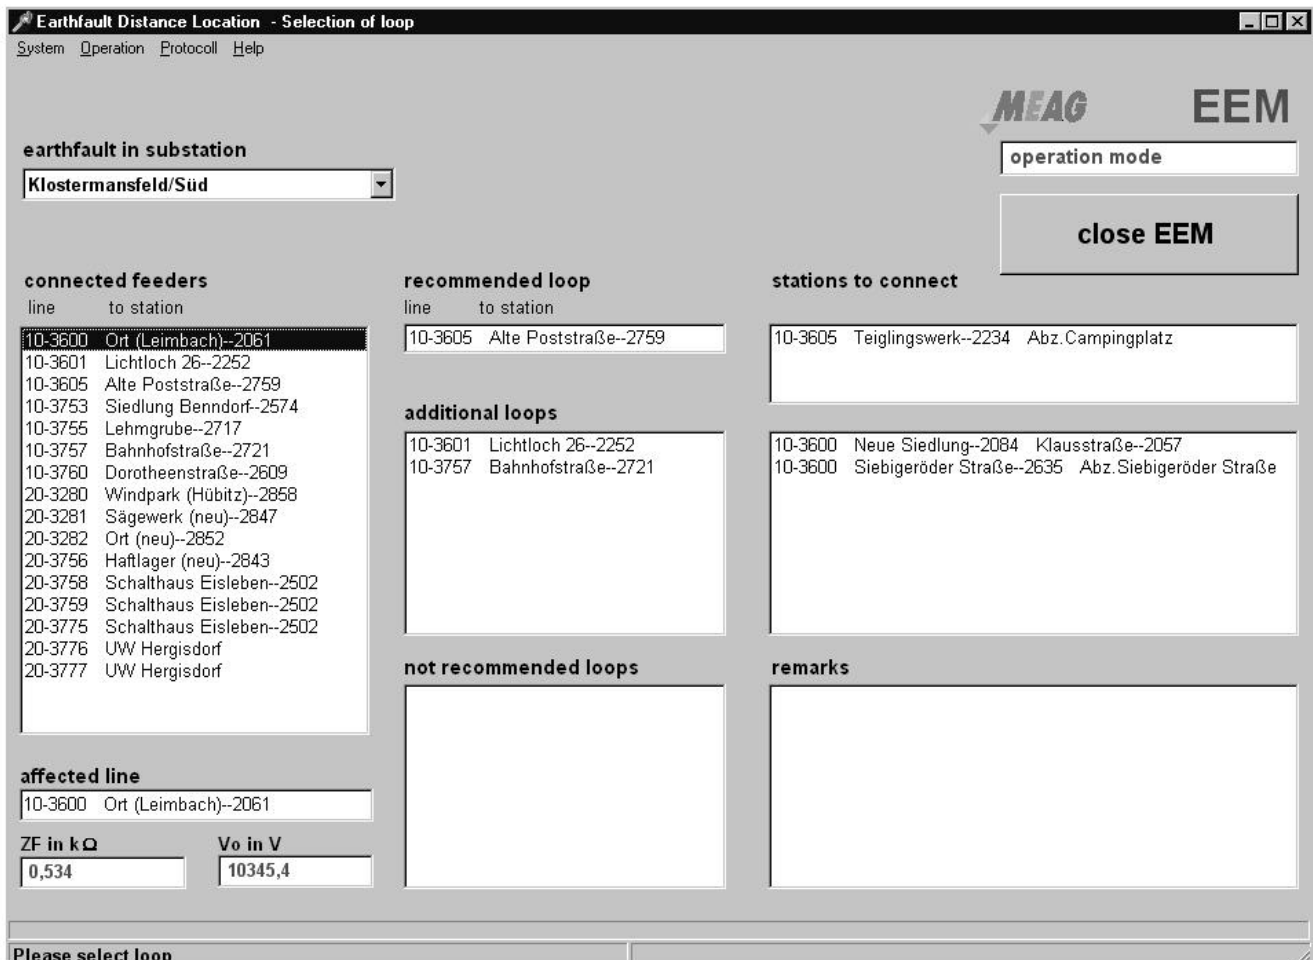 Earthfault Distance Location - Selection of loop
System Operation Protocoll Help
MEAG EEM
earthfault in substation
operation mode
Klostermansfeld/Süd
close EEM
connected feeders
line to station
10-3600 Ort (Leimbach)--2061
10-3601 Lichtloch 26--2252
10-3605 Alte Poststraße--2759
10-3753 Siedlung Benndorf--2574
10-3755 Lehmgrube--2717
10-3757 Bahnhofstraße--2721
10-3760 Dorotheenstraße--2609
20-3280 Windpark (Hübitz)--2858
20-3281 Sägewerk (neu)--2847
20-3282 Ort (neu)--2852
20-3756 Haftlager (neu)--2843
20-3758 Schalthaus Eisleben--2502
20-3759 Schalthaus Eisleben--2502
20-3775 Schalthaus Eisleben--2502
20-3776 UW Hergisdorf
20-3777 UW Hergisdorf
recommended loop
line to station
10-3605 Alte Poststraße--2759
additional loops
10-3601 Lichtloch 26--2252
10-3757 Bahnhofstraße--2721
not recommended loops
stations to connect
10-3605 Teiglingswerk--2234 Abz.Campingplatz
10-3600 Neue Siedlung--2084 Klausstraße--2057
10-3600 Siebigeröder Straße--2635 Abz.Siebigeröder Straße
remarks
affected line
10-3600 Ort (Leimbach)--2061
ZF in kΩ Vo in V
0,534 10345,4
Please select loop